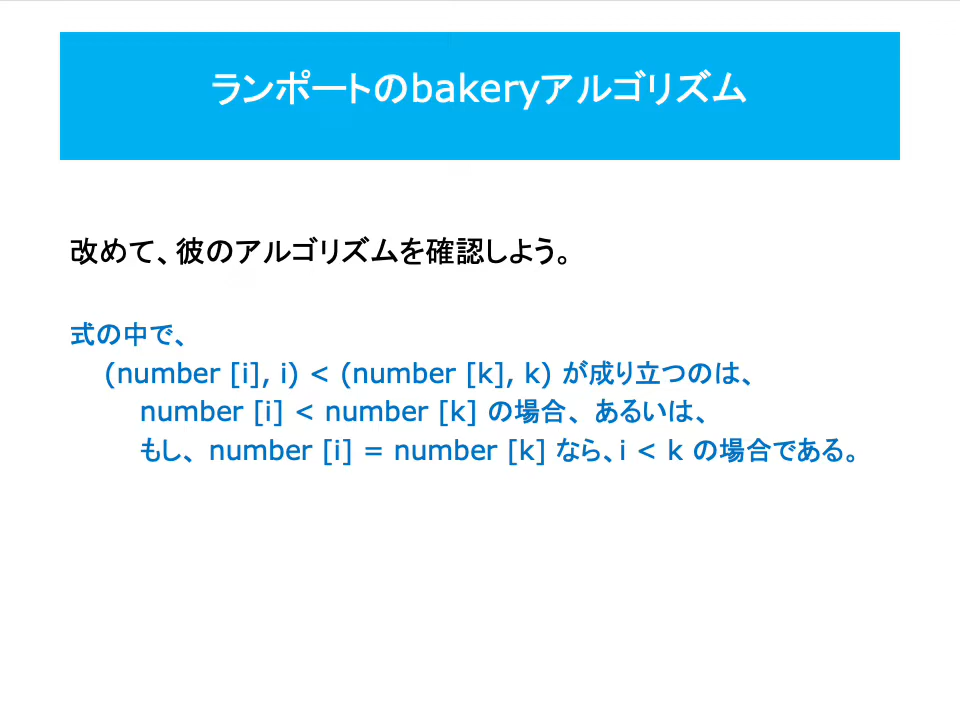 ランポートのbakeryアルゴリズム
改めて、彼のアルゴリズムを確認しよう。
式の中で、
(number [i], i) < (number [k], k) が成り立つのは、
number [i] < number [k] の場合、あるいは、
もし、number [i] = number [k] なら、i < k の場合である。